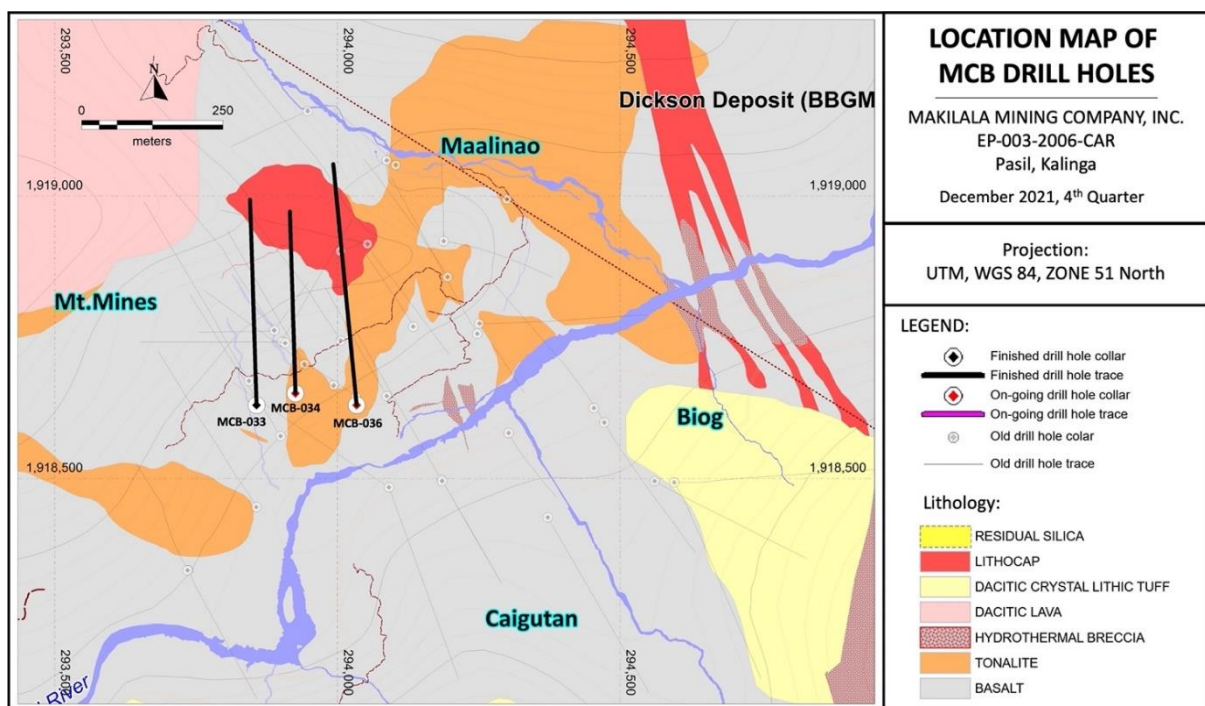 293,500
294,000
294,500
N
0
250
meters
Dickson Deposit (BBGM
Maalinao
1,919,000
1,919,000
Mt.Mines
MCB-033
MCB-034
MCB-036
Biog
1,918,500
1,918,500
Caigutan
River
293,500
294,000
294,500
LOCATION MAP OF
MCB DRILL HOLES
MAKILALA MINING COMPANY, INC.
EP-003-2006-CAR
Pasil, Kalinga
December 2021, 4th Quarter
Projection:
UTM, WGS 84, ZONE 51 North
LEGEND:
Finished drill hole collar
Finished drill hole trace
On-going drill hole collar
On-going drill hole trace
Old drill hole colar
Old drill hole trace
Lithology:
RESIDUAL SILICA
LITHOCAP
DACITIC CRYSTAL LITHIC TUFF
DACITIC LAVA
HYDROTHERMAL BRECCIA
TONALITE
BASALT